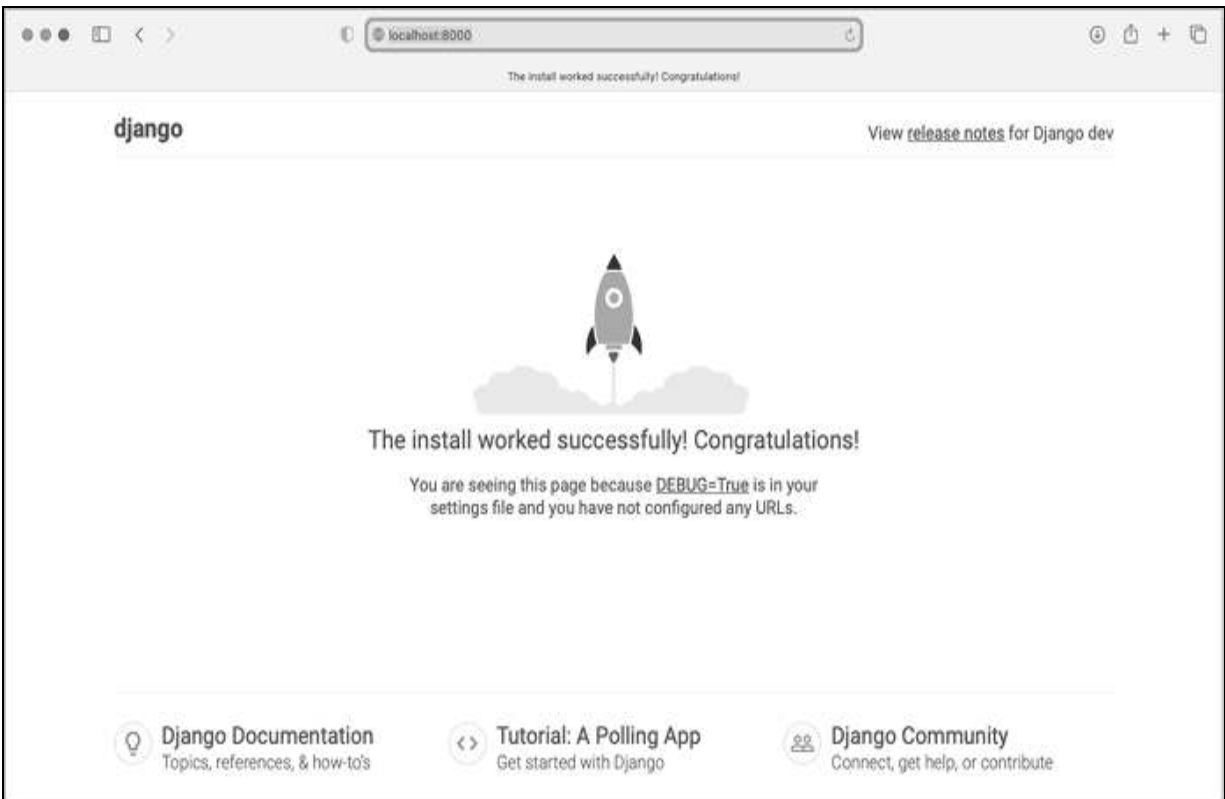 localhost:8000
The install worked successfully! Congratulations!
django
View release notes for Django dev
The install worked successfully! Congratulations!
You are seeing this page because DEBUG=True is in your
settings file and you have not configured any URLs.
Django Documentation
Topics, references, & how-to's
Tutorial: A Polling App
Get started with Django
Django Community
Connect, get help, or contribute